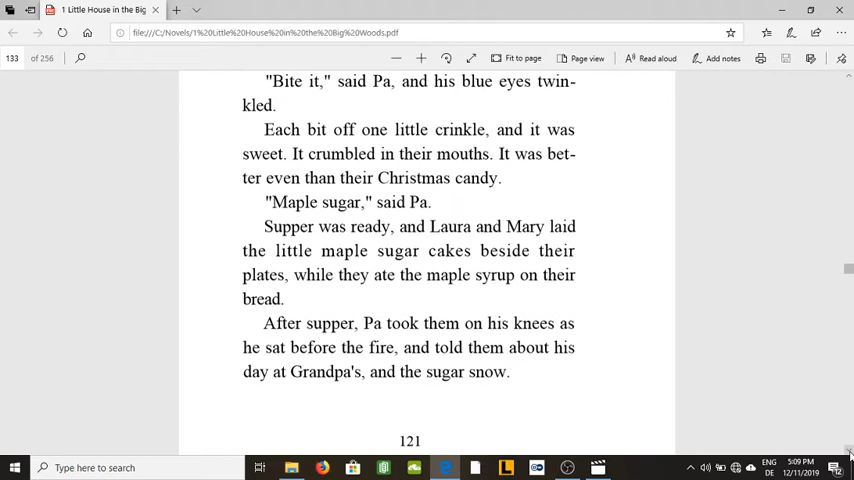 1 Little House in the Big
file:///C:/Novels/1%20Little%20House%20in%20the%20Big%20Woods.pdf
133 of 256
Fit to page
Page view
Read aloud
Add notes
"Bite it," said Pa, and his blue eyes twin-
kled.
Each bit off one little crinkle, and it was
sweet. It crumbled in their mouths. It was bet-
ter even than their Christmas candy.
"Maple sugar," said Pa.
Supper was ready, and Laura and Mary laid
the little maple sugar cakes beside their
plates, while they ate the maple syrup on their
bread.
After supper, Pa took them on his knees as
he sat before the fire, and told them about his
day at Grandpa's, and the sugar snow.
121
Type here to search
ENG
DE
5:09 PM
12/11/2019
12